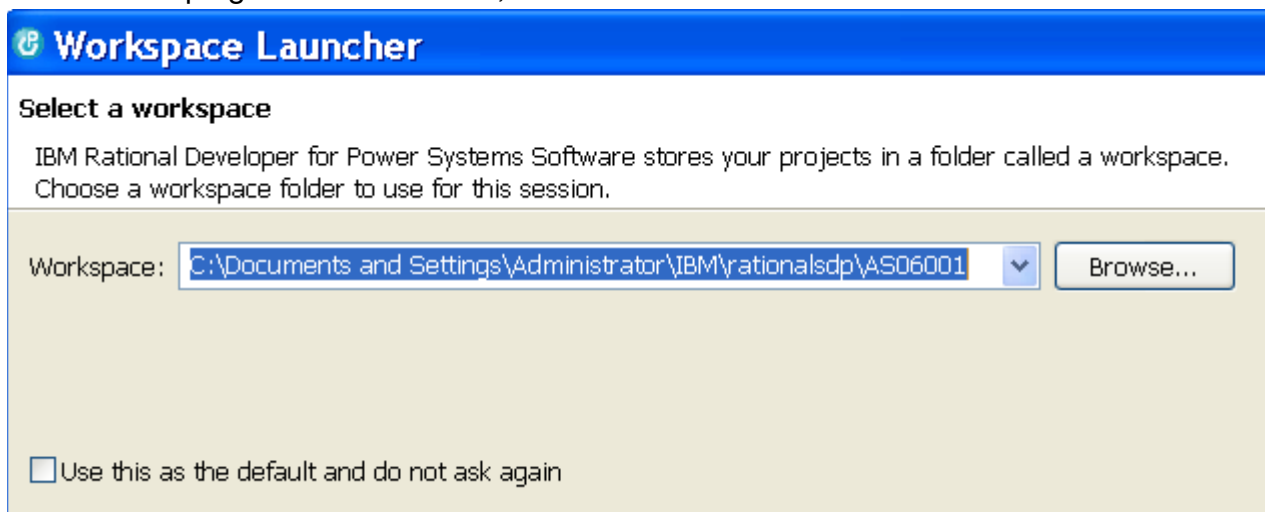 Workspace Launcher
Select a workspace
IBM Rational Developer for Power Systems Software stores your projects in a folder called a workspace.
Choose a workspace folder to use for this session.
Workspace: C:\Documents and Settings\Administrator\IBM\rationalsdp\AS06001 Browse...
Use this as the default and do not ask again